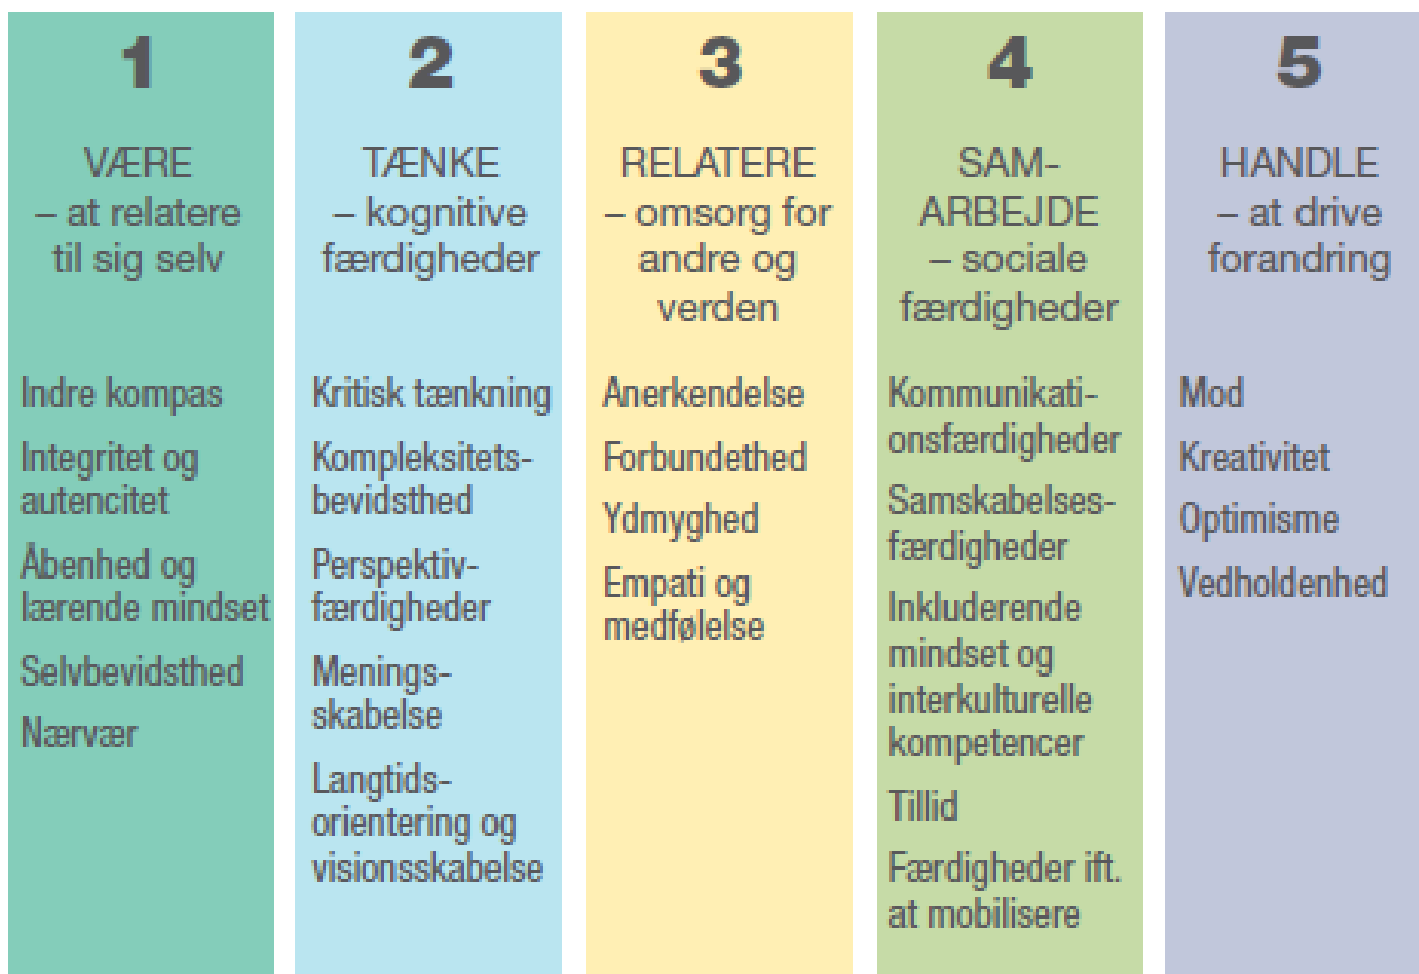 1
VÆRE
– at relatere
til sig selv
Indre kompas
Integritet og
autencitet
Åbenhed og
lærende mindset
Selvbevidsthed
Nærvær
2
TÆNKE
– kognitive
færdigheder
Kritisk tænkning
Kompleksitets-
bevidsthed
Perspektiv-
færdigheder
Menings-
skabelse
Langtids-
orientering og
visionsskabelse
3
RELATERE
– omsorg for
andre og
verden
Anerkendelse
Forbundethed
Ydmyghed
Empati og
medfølelse
4
SAM-
ARBEJDE
– sociale
færdigheder
Kommunikati-
onsfærdigheder
Samskabelses-
færdigheder
Inkluderende
mindset og
interkulturelle
kompetencer
Tillid
Færdigheder ift.
at mobilisere
5
HANDLE
– at drive
forandring
Mod
Kreativitet
Optimisme
Vedholdenhed